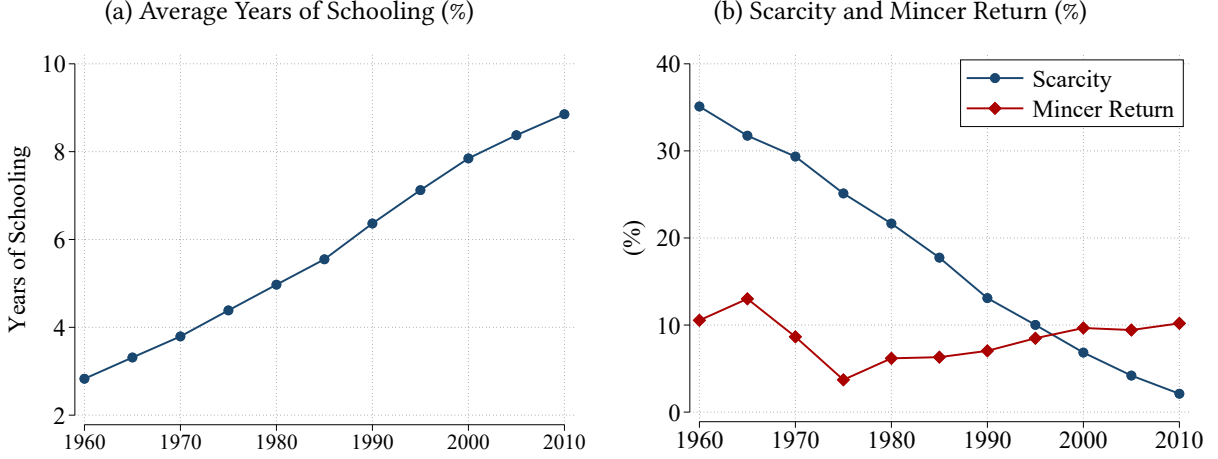 (a) Average Years of Schooling (%)
10
8
6
4
2
Years of Schooling
1960 1970 1980 1990 2000 2010
(b) Scarcity and Mincer Return (%)
40
30
20
10
0
(%)
Scarcity
Mincer Return
1960 1970 1980 1990 2000 2010